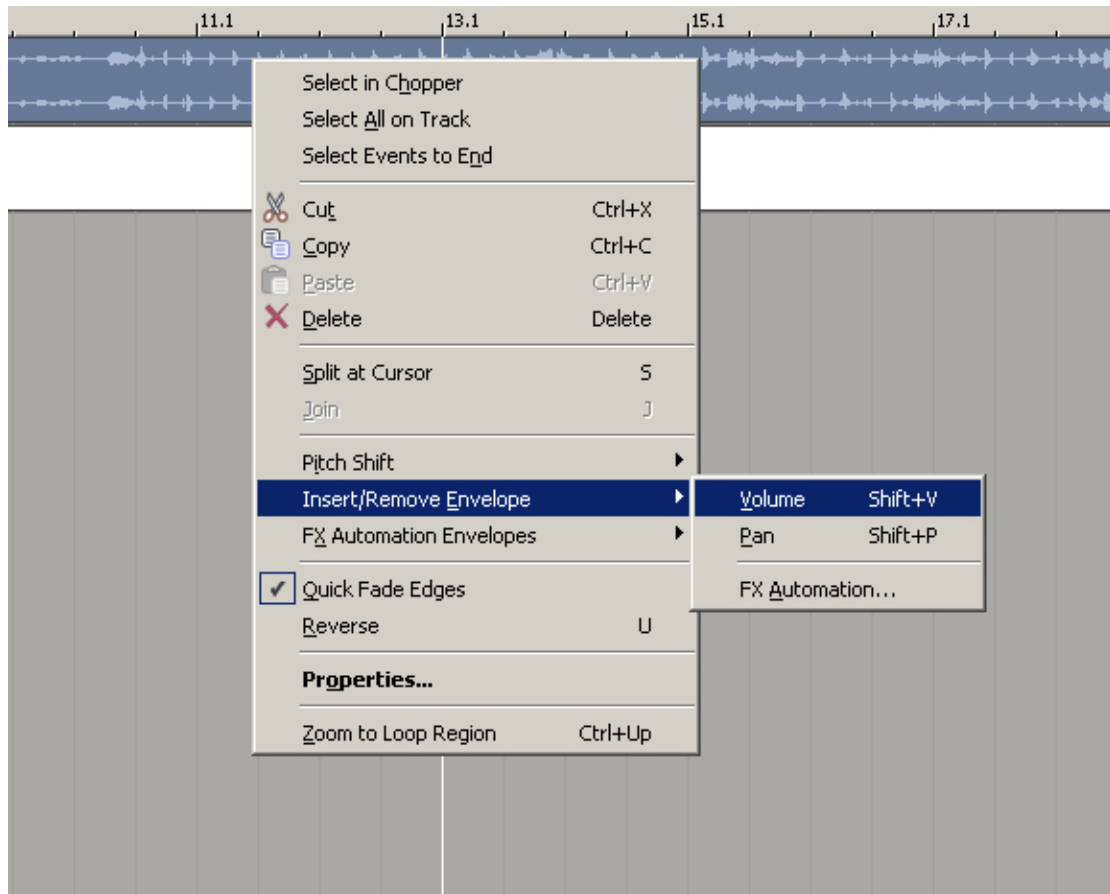 11.1 13.1 15.1 17.1
Select in Chopper
Select All on Track
Select Events to End
Cut Ctrl+X
Copy Ctrl+C
Paste Ctrl+V
Delete Delete
Split at Cursor S
Join J
Pitch Shift
Insert/Remove Envelope
Volume Shift+V
FX Automation Envelopes
Pan Shift+P
Quick Fade Edges
FX Automation...
Reverse U
Properties...
Zoom to Loop Region Ctrl+Up